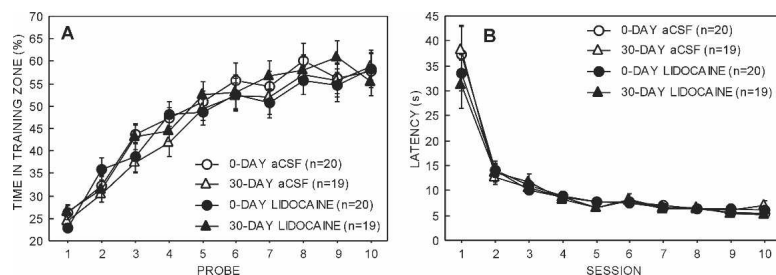 A
TIME IN TRAINING ZONE (%)
65
60
55
50
45
40
35
30
25
20
0-DAY aCSF (n=20)
30-DAY aCSF (n=19)
0-DAY LIDOCAINE (n=20)
30-DAY LIDOCAINE (n=19)
1 2 3 4 5 6 7 8 9 10
PROBE
B
LATENCY (s)
45
40
35
30
25
20
15
10
5
0
0-DAY aCSF (n=20)
30-DAY aCSF (n=19)
0-DAY LIDOCAINE (n=20)
30-DAY LIDOCAINE (n=19)
1 2 3 4 5 6 7 8 9 10
SESSION